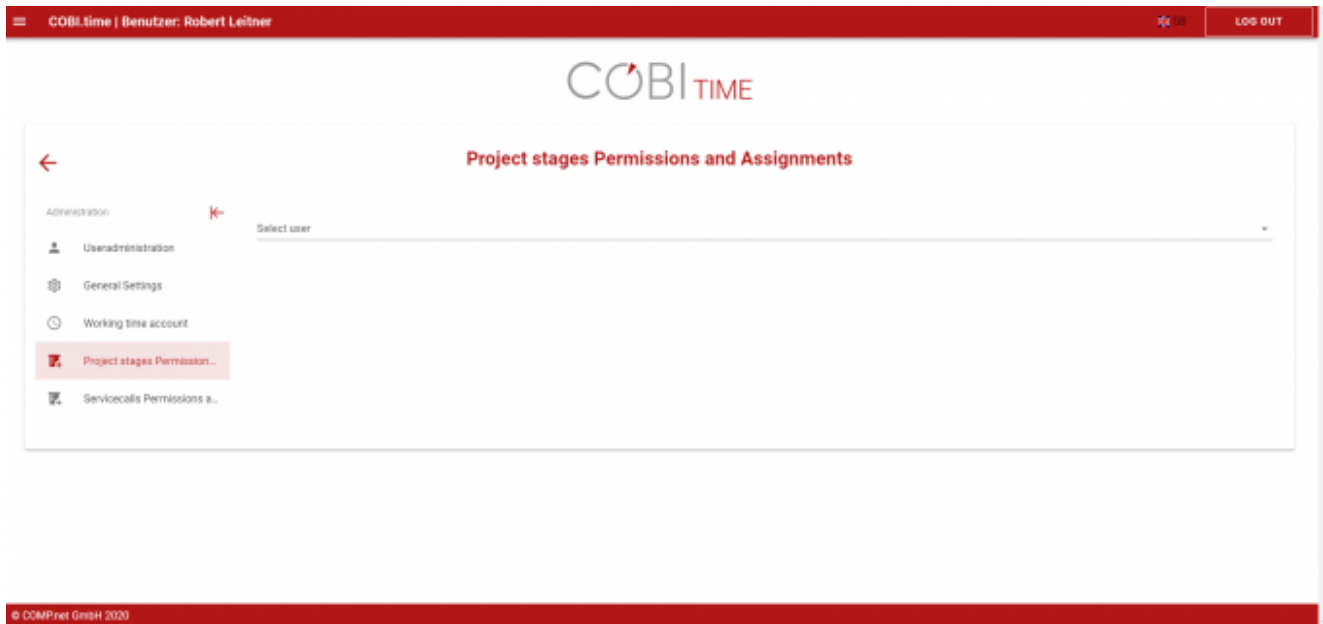 COBI.time | Benutzer: Robert Leitner
GB
LOG OUT
COBI TIME
Project stages Permissions and Assignments
Administration
Select user
Useradministration
General Settings
Working time account
Project stages Permission...
Servicecalls Permissions a...
© COMP.net GmbH 2020